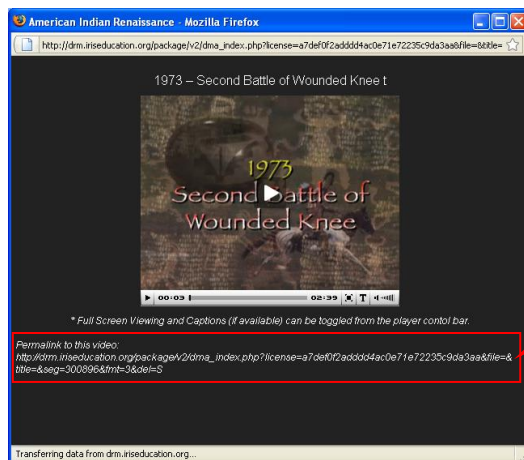 American Indian Renaissance - Mozilla Firefox
http://drm.iriseducation.org/package/v2/dma_index.php?license=a7def0f2adddd4ac0e71e72235c9da3aa&file=&title=
1973 – Second Battle of Wounded Knee t
1973
Second Battle of
Wounded Knee
00:03
02:39
T
* Full Screen Viewing and Captions (if available) can be toggled from the player contol bar.
Permalink to this video:
http://drm.iriseducation.org/package/v2/dma_index.php?license=a7def0f2adddd4ac0e71e72235c9da3aa&file=&
title=&seg=300896&fmt=3&del=S
Transferring data from drm.iriseducation.org...